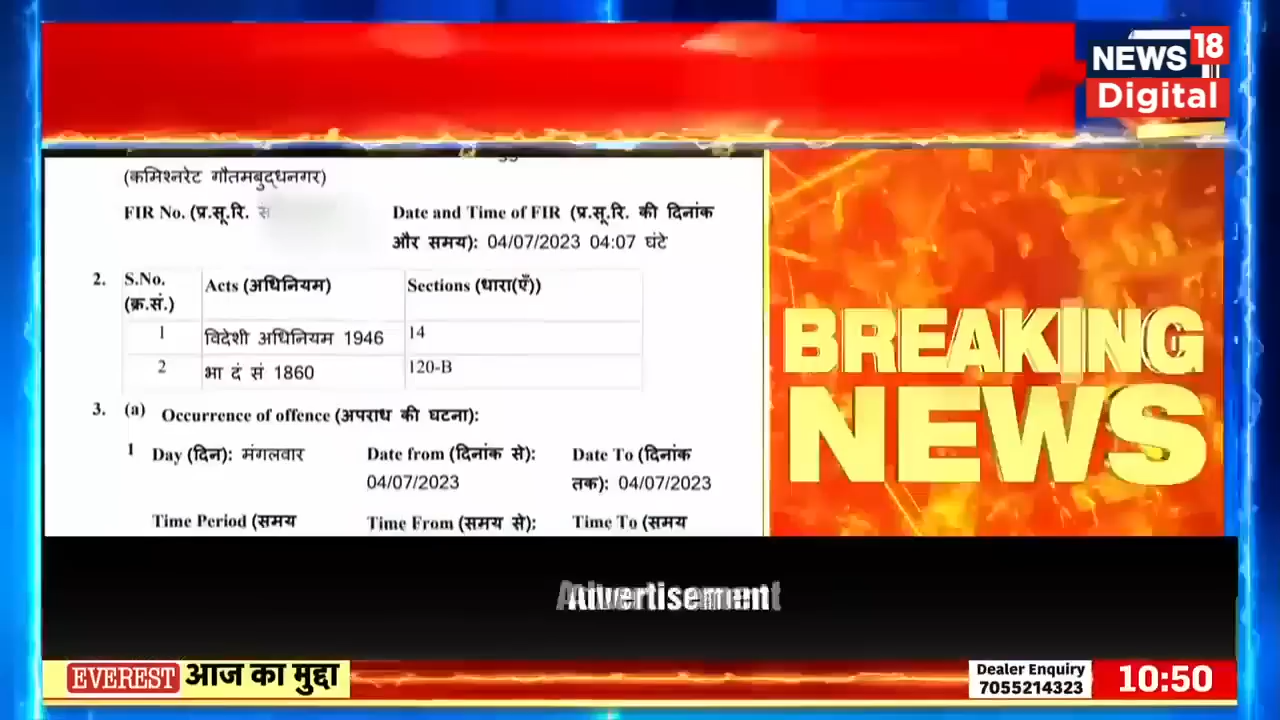 NEWS 18
Digital
(कमिश्नरेट गौतमबुद्धनगर)
FIR No. (प्र.सू.रि. स
Date and Time of FIR (प्र.सू.रि. की दिनांक
और समय): 04/07/2023 04:07 घंटे
2. S.No. Acts (अधिनियम) Sections (धारा(एँ))
(क्र.सं.)
1 विदेशी अधिनियम 1946 14
2 भा दं सं 1860 120-B
3. (a) Occurrence of offence (अपराध की घटना):
1 Day (दिन): मंगलवार Date from (दिनांक से): Date To (दिनांक
04/07/2023 तक): 04/07/2023
Time Period (समय Time From (समय से): Time To (समय
BREAKING
NEWS
Advertisement
EVEREST आज का मुद्दा
Dealer Enquiry
7055214323
10:50